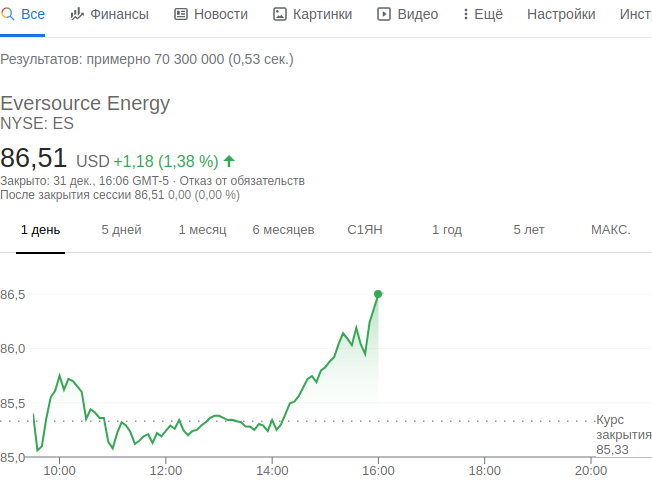 Все Финансы Новости Картинки Видео Ещё Настройки Инст
Результатов: примерно 70 300 000 (0,53 сек.)
Eversource Energy
NYSE: ES
86,51 USD +1,18 (1,38 %)
Закрыто: 31 дек., 16:06 GMT-5 · Отказ от обязательств
После закрытия сессии 86,51 0,00 (0,00 %)
1 день 5 дней 1 месяц 6 месяцев С1ЯН 1 год 5 лет МАКС.
86,5
86,0
85,5
Курс
закрытия
85,33
85,0
10:00 12:00 14:00 16:00 18:00 20:00